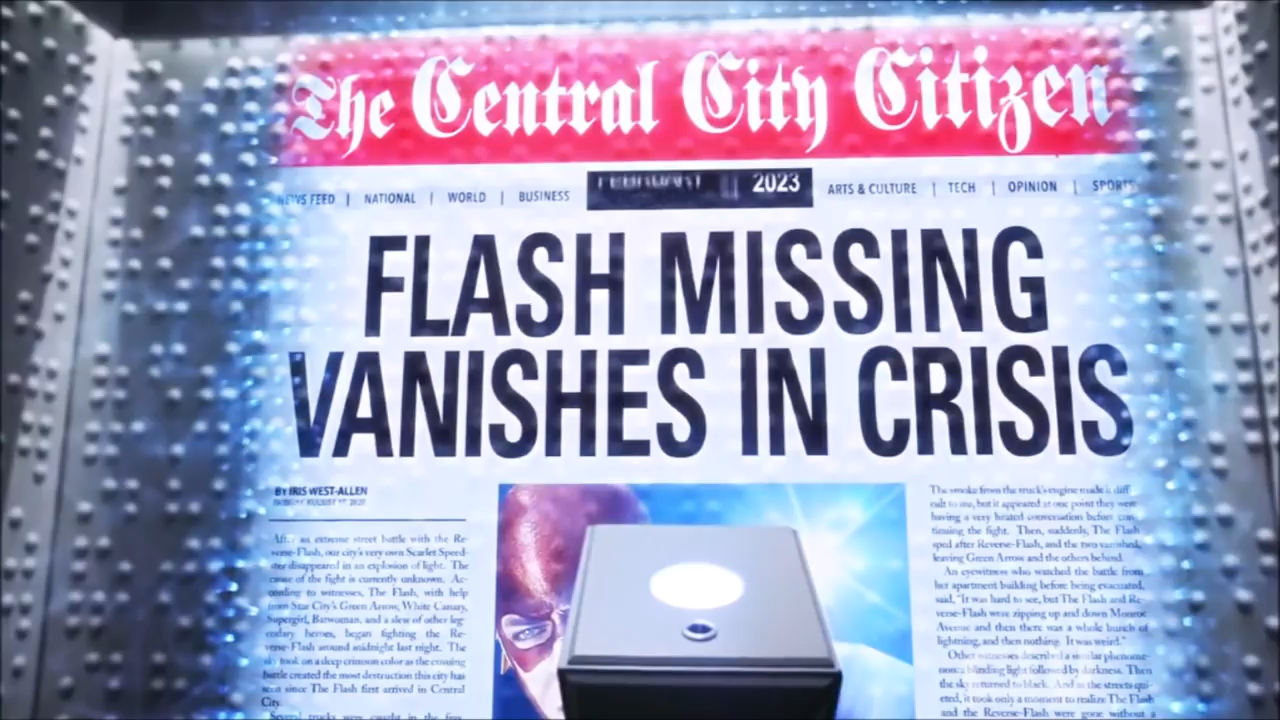 The Central City Citizen
NEWS FEED | NATIONAL | WORLD | BUSINESS
2023
ARTS & CULTURE | TECH | OPINION | SPORTS
FLASH MISSING
VANISHES IN CRISIS
BY IRIS WEST-ALLEN
After an extreme street battle with the Re-
verse-Flash, our city's very own Scarlet Speed-
ster disappeared in an explosion of light. The
cause of the fight is currently unknown. Ac-
cording to witnesses, The Flash, with help
from Star City's Green Arrow, White Canary,
Supergirl, Batwoman, and a slew of other leg-
endary heroes, began fighting the Re-
verse-Flash around midnight last night. The
sky took on a deep crimson color as the ensuing
battle created the most destruction this city has
seen since The Flash first arrived in Central
City.
Several trucks were caught in the
The smoke from the truck's engine made it diff
cult to see, but it appeared at one point they were
having a very heated conversation before con-
tinuing the fight. Then, suddenly, The Flash
sped after Reverse-Flash, and the two vanished,
leaving Green Arrow and the others behind.
An eyewitness who watched the battle from
her apartment building before being evacuated,
said, "It was hard to see, but The Flash and Re-
verse-Flash were zipping up and down Monroe
Avenue and then there was a whole bunch of
lightning, and then nothing. It was weird."
Other witnesses described a similar phenome-
non: a blinding light followed by darkness. Then
the sky returned to black. And as the streets qui-
eted, it took only a moment to realize The Flash
and the Reverse-Flash were gone without a